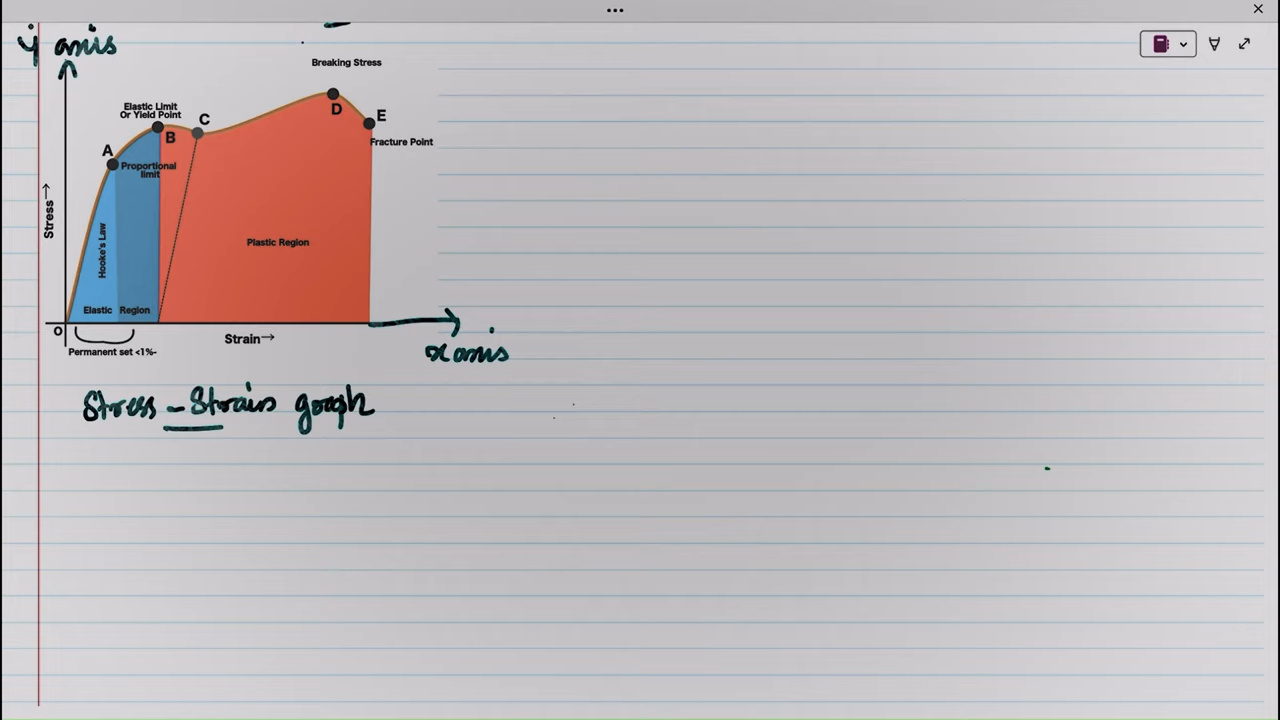 y axis
Breaking Stress
Elastic Limit
Or Yield Point
C
D
E
B
Fracture Point
A
Proportional
limit
Stress→
Hooke's Law
Plastic Region
Elastic Region
O
Strain→
x axis
Permanent set <1%-
Stress - Strain graph